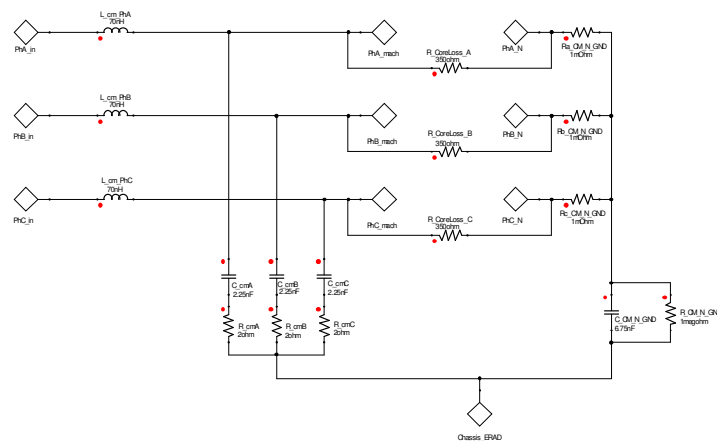 L_cm_PhA
70nH
PhA_in
PhA_mach
R_CoreLoss_A
350ohm
PhA_N
Ra_CM_N_GND
1mOhm
L_cm_PhB
70nH
PhB_in
PhB_mach
R_CoreLoss_B
350ohm
PhB_N
Rb_CM_N_GND
1mOhm
L_cm_PhC
70nH
PhC_in
PhC_mach
R_CoreLoss_C
350ohm
PhC_N
Rc_CM_N_GND
1mOhm
C_cmA
2.25nF
C_cmB
2.25nF
C_cmC
2.25nF
R_cmA
2ohm
R_cmB
2ohm
R_cmC
2ohm
C_CM_N_GND
6.75nF
R_CM_N_GN
1megohm
Chassis_ERAD